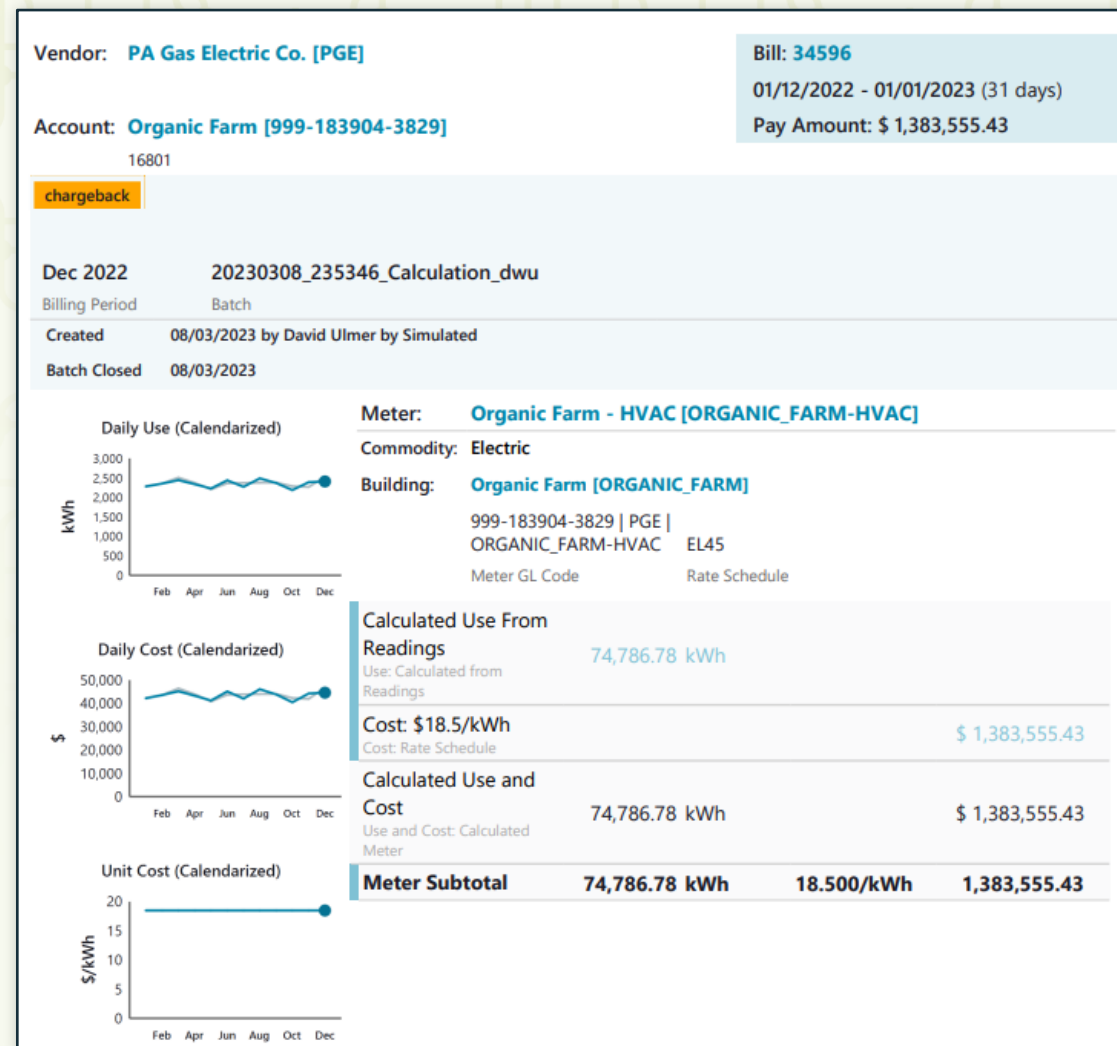 Vendor: PA Gas Electric Co. [PGE]
Bill: 34596
01/12/2022 - 01/01/2023 (31 days)
Pay Amount: $ 1,383,555.43
Account: Organic Farm [999-183904-3829]
16801
chargeback
Dec 2022 20230308_235346_Calculation_dwu
Billing Period Batch
Created 08/03/2023 by David Ulmer by Simulated
Batch Closed 08/03/2023
Daily Use (Calendarized)
3,000
2,500
2,000
1,500
1,000
500
0
kWh
Feb Apr Jun Aug Oct Dec
Daily Cost (Calendarized)
50,000
40,000
30,000
20,000
10,000
0
$
Feb Apr Jun Aug Oct Dec
Unit Cost (Calendarized)
20
15
10
5
0
$/kWh
Feb Apr Jun Aug Oct Dec
Meter: Organic Farm - HVAC [ORGANIC_FARM-HVAC]
Commodity: Electric
Building: Organic Farm [ORGANIC_FARM]
999-183904-3829 | PGE |
ORGANIC_FARM-HVAC EL45
Meter GL Code Rate Schedule
Calculated Use From
Readings 74,786.78 kWh
Use: Calculated from
Readings
Cost: $18.5/kWh $ 1,383,555.43
Cost: Rate Schedule
Calculated Use and
Cost 74,786.78 kWh $ 1,383,555.43
Use and Cost: Calculated
Meter
Meter Subtotal 74,786.78 kWh 18.500/kWh 1,383,555.43